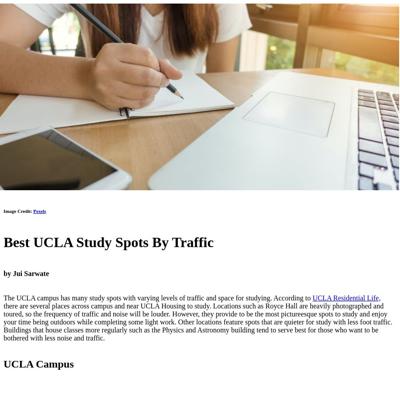 Image Credit: Pexels
Best UCLA Study Spots By Traffic
by Jui Sarwate
The UCLA campus has many study spots with varying levels of traffic and space for studying. According to UCLA Residential Life,
there are several places across campus and near UCLA Housing to study. Locations such as Royce Hall are heavily photographed and
toured, so the frequency of traffic and noise will be louder. However, they provide to be the most picturesque spots to study and enjoy
your time being outdoors while completing some light work. Other locations feature spots that are quieter for study with less foot traffic.
Buildings that house classes more regularly such as the Physics and Astronomy building tend to serve best for those who want to be
bothered with less noise and traffic.
UCLA Campus